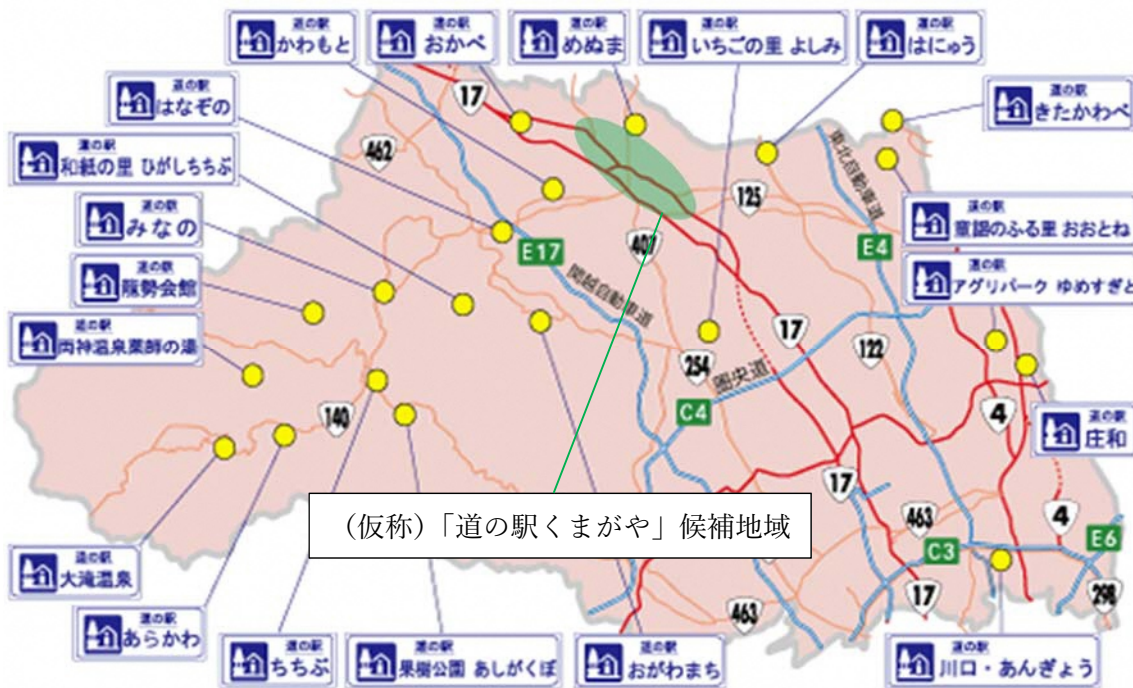 道の駅
かわもと
道の駅
おかべ
道の駅
めぬま
道の駅
いちごの里 よしみ
道の駅
はにゅう
道の駅
はなぞの
道の駅
きたかわべ
道の駅
和紙の里 ひがしちちぶ
道の駅
みなの
道の駅
龍勢会館
道の駅
両神温泉薬師の湯
道の駅
童謡のふる里 おおとね
道の駅
アグリパーク ゆめすぎと
道の駅
庄和
17
462
125
東北自動車道
407
E17
E4
関越自動車道
17
254
圏央道
122
C4
140
4
17
（仮称）「道の駅くまがや」候補地域
463
4
C3
E6
17
298
463
道の駅
大滝温泉
道の駅
あらかわ
道の駅
ちちぶ
道の駅
果樹公園 あしがくぼ
道の駅
おがわまち
道の駅
川口・あんぎょう